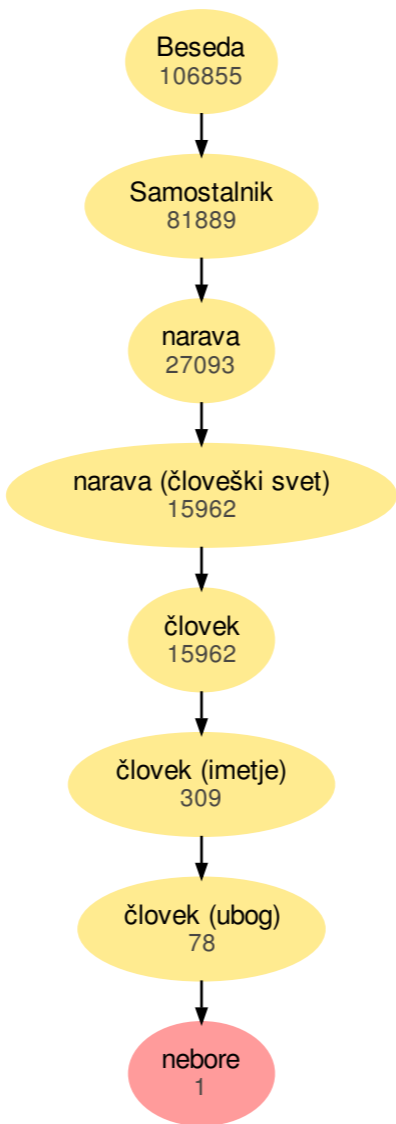 Beseda
106855
Samostalnik
81889
narava
27093
narava (človeški svet)
15962
človek
15962
človek (imetje)
309
človek (ubog)
78
nebore
1